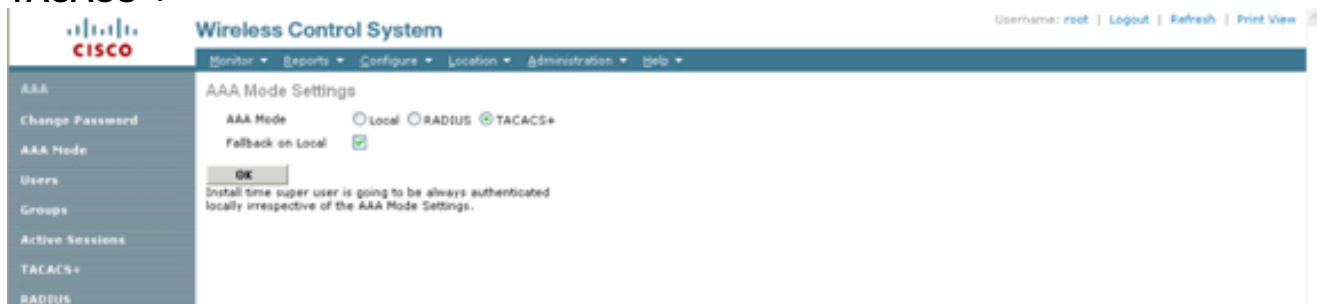 TACACS +
CISCO
Wireless Control System
Username: root | Logout | Refresh | Print View
Monitor Reports Configure Location Administration Help
AAA
Change Password
AAA Mode
Users
Groups
Active Sessions
TACACS+
RADIUS
AAA Mode Settings
AAA Mode Local RADIUS TACACS+
Fallback on Local
OK
Install time super user is going to be always authenticated
locally irrespective of the AAA Mode Settings.